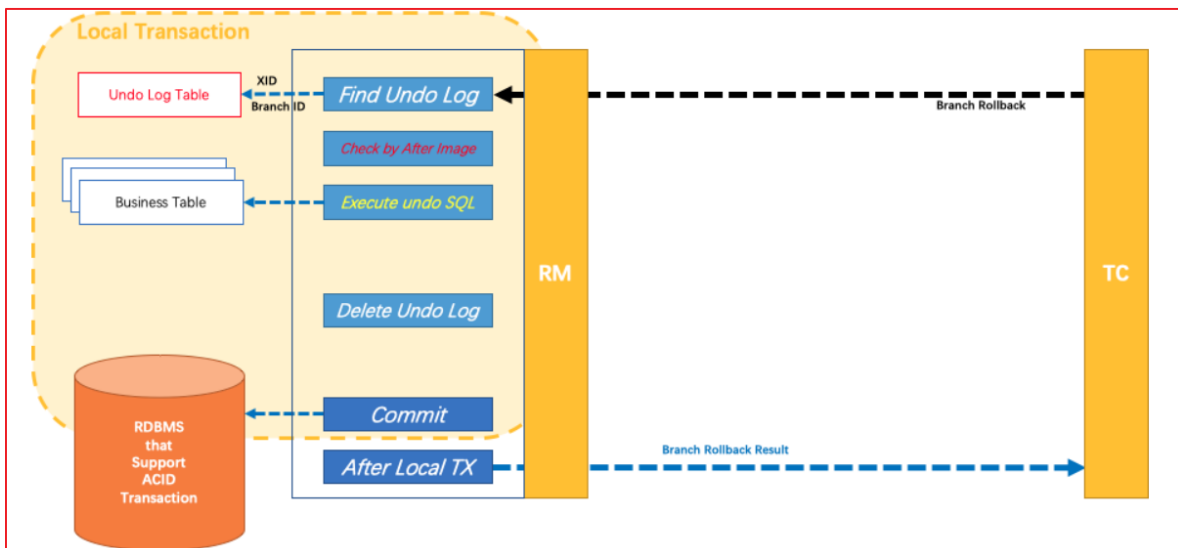 Local Transaction
XID
Undo Log Table
Branch ID
Find Undo Log
Branch Rollback
Check by After Image
Business Table
Execute undo SQL
RM
TC
Delete Undo Log
Commit
RDBMS
that
Support
ACID
Transaction
After Local TX
Branch Rollback Result